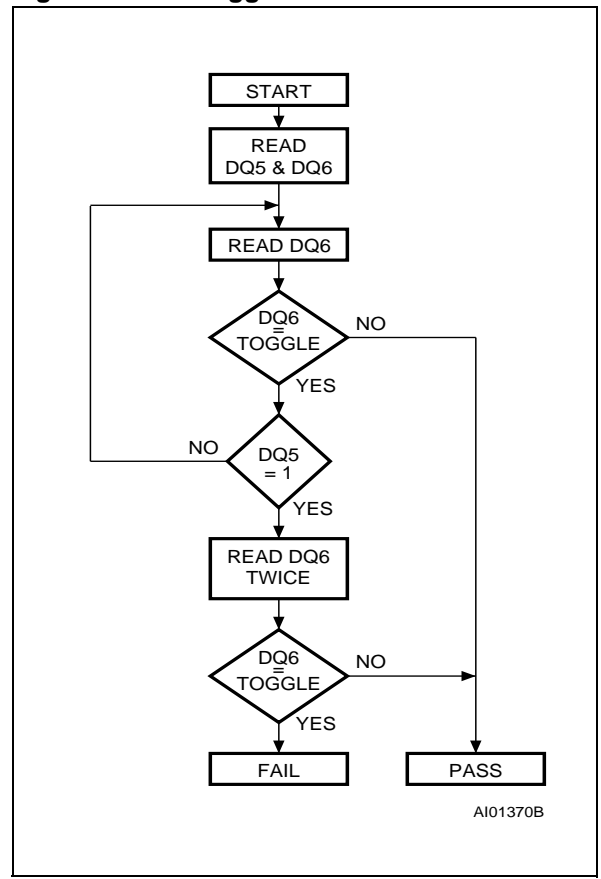 START
READ
DQ5 & DQ6
READ DQ6
DQ6
=
TOGGLE
NO
YES
NO
DQ5
= 1
YES
READ DQ6
TWICE
DQ6
=
TOGGLE
NO
YES
FAIL
PASS
AI01370B